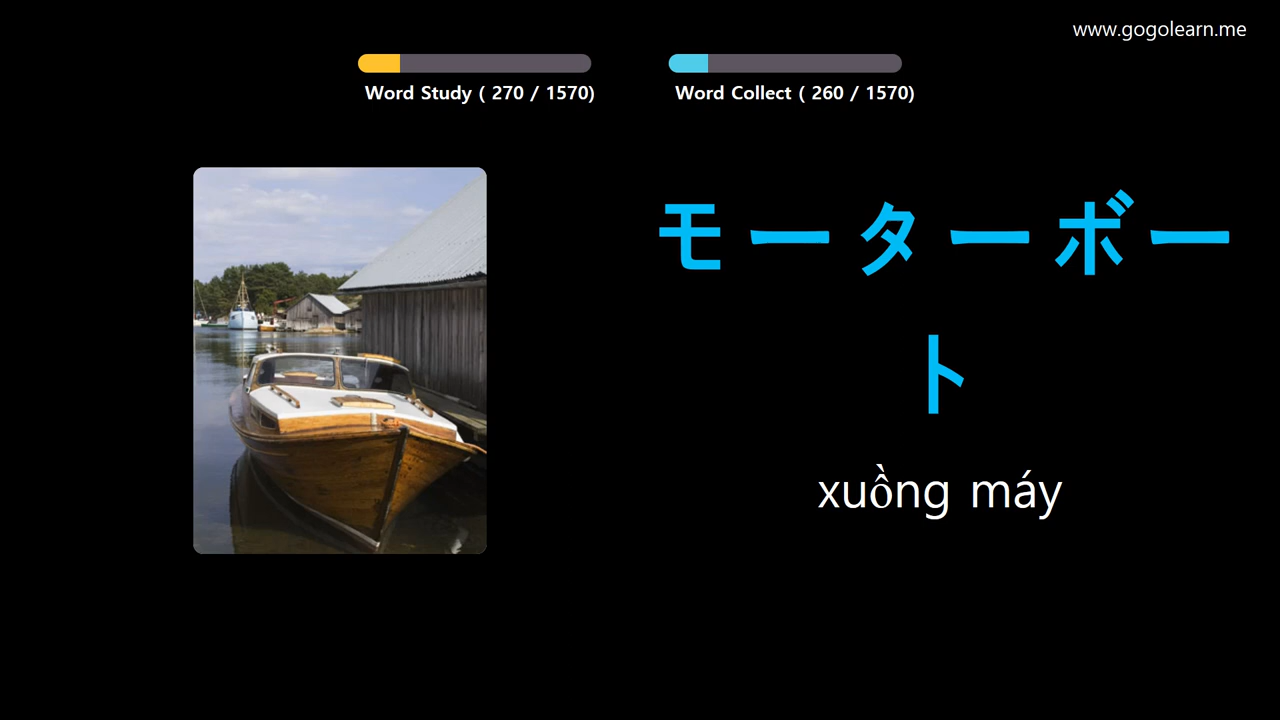 www.gogolearn.me
Word Study ( 270 / 1570)
Word Collect ( 260 / 1570)
モーターボー
ト
xuồng máy